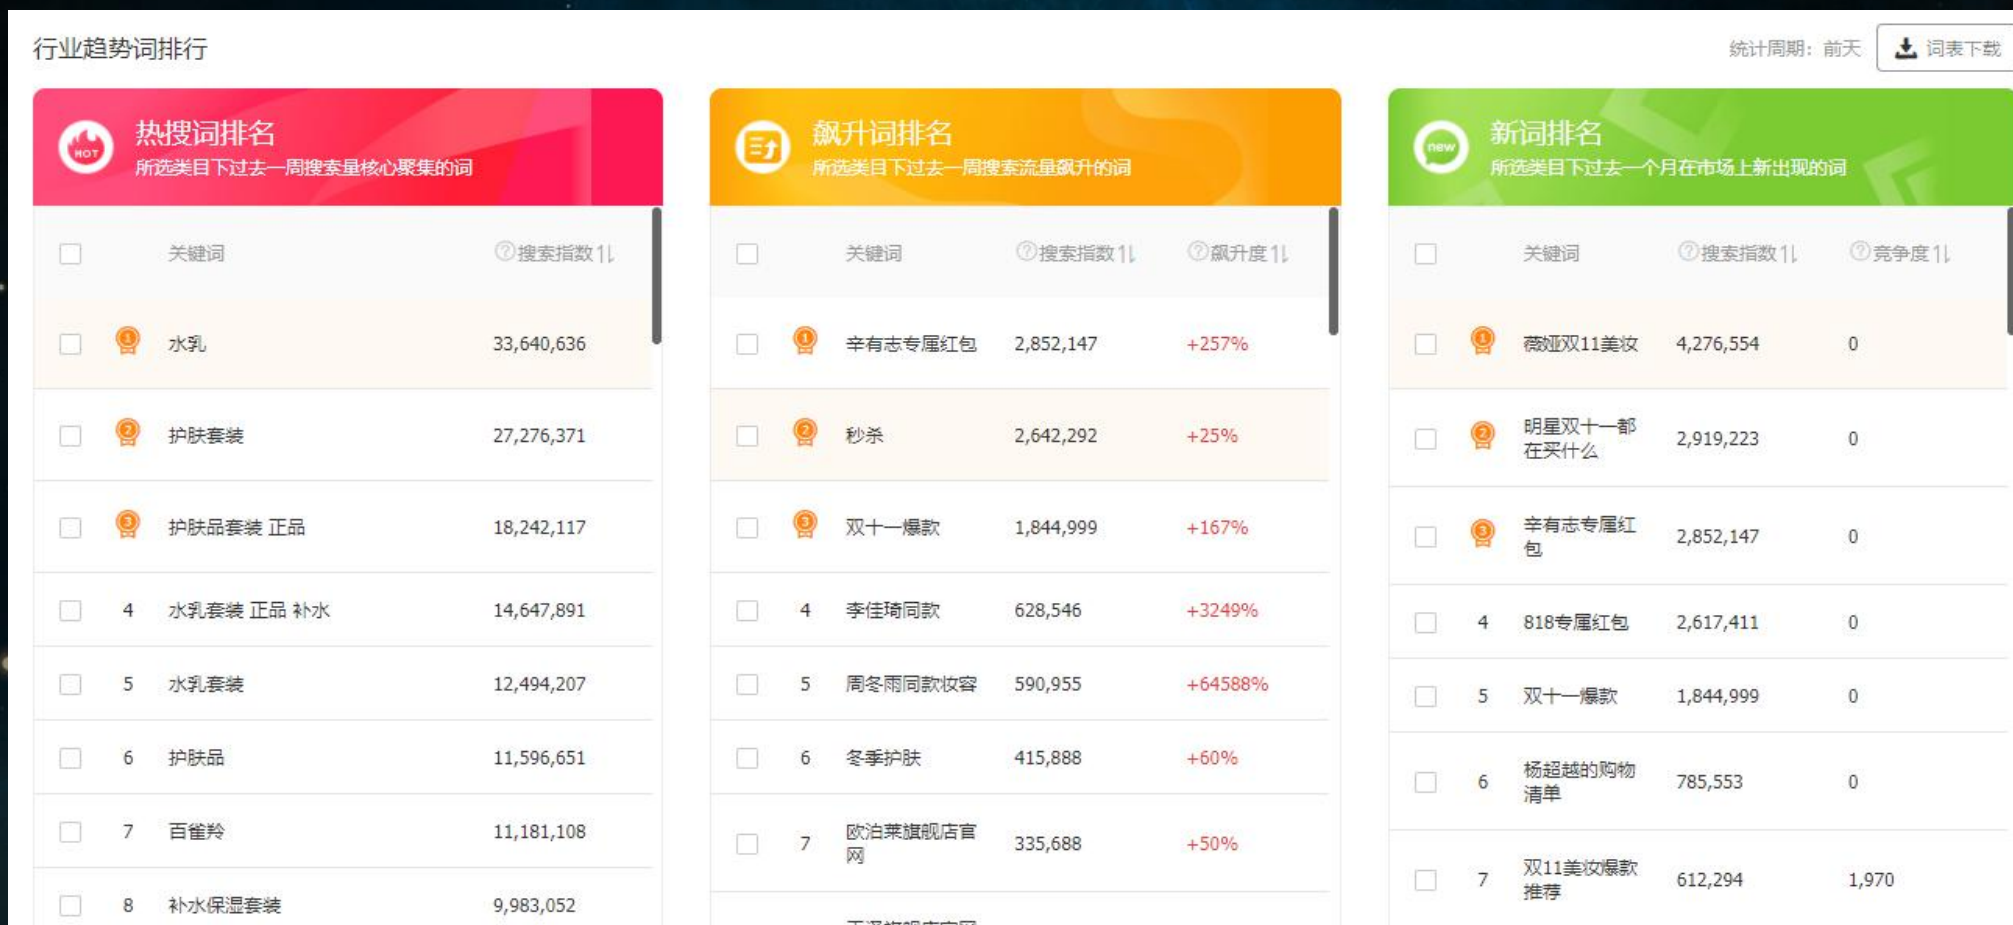 行业趋势词排行
统计周期：前天
词表下载
HOT
热搜词排名
所选类目下过去一周搜索量核心聚集的词
关键词 ?搜索指数
1 水乳 33,640,636
2 护肤套装 27,276,371
3 护肤品套装 正品 18,242,117
4 水乳套装 正品 补水 14,647,891
5 水乳套装 12,494,207
6 护肤品 11,596,651
7 百雀羚 11,181,108
8 补水保湿套装 9,983,052
飙升词排名
所选类目下过去一周搜索流量飙升的词
关键词 ?搜索指数 ?飙升度
1 辛有志专属红包 2,852,147 +257%
2 秒杀 2,642,292 +25%
3 双十一爆款 1,844,999 +167%
4 李佳琦同款 628,546 +3249%
5 周冬雨同款妆容 590,955 +64588%
6 冬季护肤 415,888 +60%
7 欧泊莱旗舰店官 335,688 +50%
网
new
新词排名
所选类目下过去一个月在市场上新出现的词
关键词 ?搜索指数 ?竞争度
1 薇娅双11美妆 4,276,554 0
2 明星双十一都 2,919,223 0
在买什么
3 辛有志专属红 2,852,147 0
包
4 818专属红包 2,617,411 0
5 双十一爆款 1,844,999 0
6 杨超越的购物 785,553 0
清单
7 双11美妆爆款 612,294 1,970
推荐